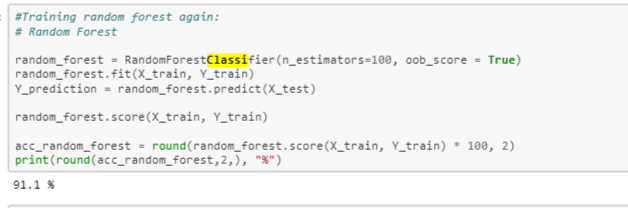 #Training random forest again:
# Random Forest
random_forest = RandomForestClassifier(n_estimators=100, oob_score = True)
random_forest.fit(X_train, Y_train)
Y_prediction = random_forest.predict(X_test)
random_forest.score(X_train, Y_train)
acc_random_forest = round(random_forest.score(X_train, Y_train) * 100, 2)
print(round(acc_random_forest,2,), "%")
91.1 %